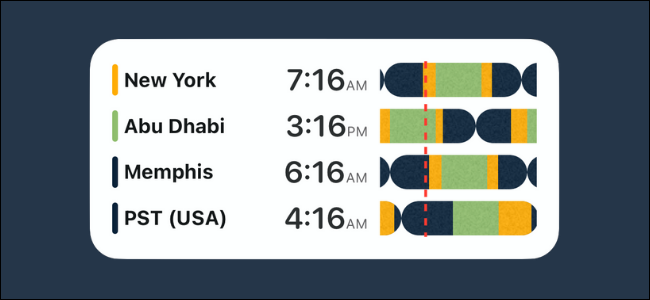 New York 7:16AM
Abu Dhabi 3:16PM
Memphis 6:16AM
PST (USA) 4:16AM